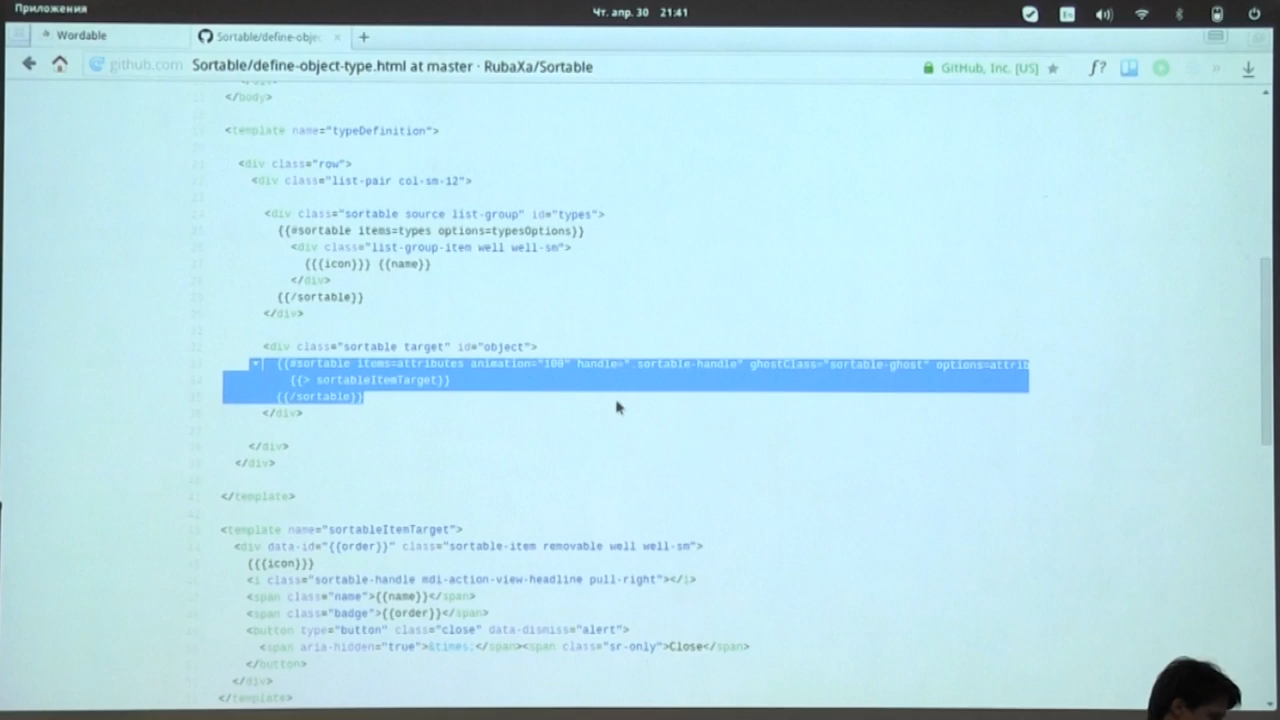 Приложения
Чт. апр. 30 21:41
En
Wordable
Sortable/define-obje
github.com Sortable/define-object-type.html at master · RubaXa/Sortable
GitHub, Inc. [US]
f?
</body>
<template name="typeDefinition">
<div class="row">
<div class="list-pair col-sm-12">
<div class="sortable source list-group" id="types">
{{#sortable items=types options=typesOptions}}
<div class="list-group-item well well-sm">
{{{icon}}} {{name}}
</div>
{{/sortable}}
</div>
<div class="sortable target" id="object">
{{#sortable items=attributes animation="100" handle=".sortable-handle" ghostClass="sortable-ghost" options=attrib
{{> sortableItemTarget}}
{{/sortable}}
</div>
</div>
</div>
</template>
<template name="sortableItemTarget">
<div data-id="{{order}}" class="sortable-item removable well well-sm">
{{{icon}}}
<i class="sortable-handle mdi-action-view-headline pull-right"></i>
<span class="name">{{name}}</span>
<span class="badge">{{order}}</span>
<button type="button" class="close" data-dismiss="alert">
<span aria-hidden="true">&times;</span><span class="sr-only">Close</span>
</button>
</div>
</template>